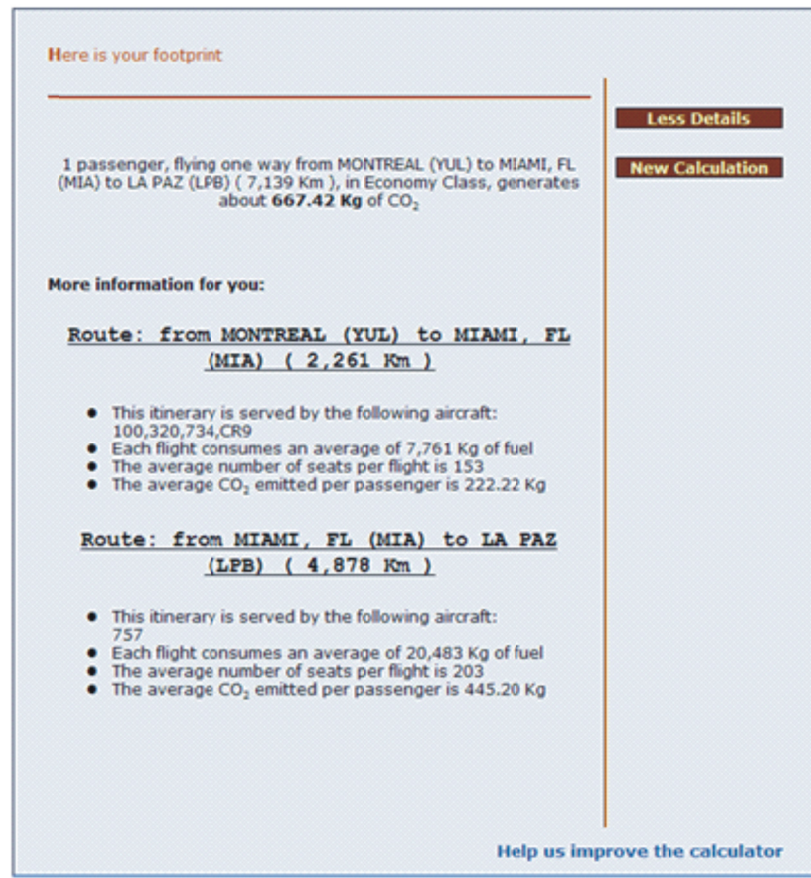 Here is your footprint
Less Details
New Calculation
1 passenger, flying one way from MONTREAL (YUL) to MIAMI, FL
(MIA) to LA PAZ (LPB) ( 7,139 Km ), in Economy Class, generates
about 667.42 Kg of CO₂
More information for you:
Route: from MONTREAL (YUL) to MIAMI, FL
(MIA) ( 2,261 Km )
● This itinerary is served by the following aircraft:
100,320,734,CR9
● Each flight consumes an average of 7,761 Kg of fuel
● The average number of seats per flight is 153
● The average CO₂ emitted per passenger is 222.22 Kg
Route: from MIAMI, FL (MIA) to LA PAZ
(LPB) ( 4,878 Km )
● This itinerary is served by the following aircraft:
757
● Each flight consumes an average of 20,483 Kg of fuel
● The average number of seats per flight is 203
● The average CO₂ emitted per passenger is 445.20 Kg
Help us improve the calculator